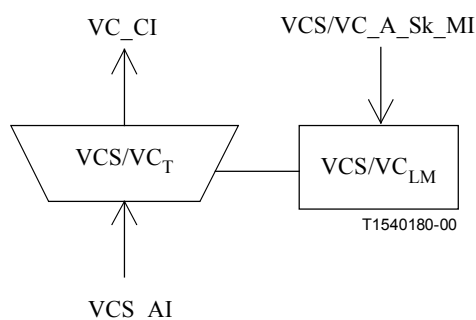 VC_CI
VCS/VC_A_Sk_MI
VCS/VC_T
VCS/VC_LM
T1540180-00
VCS_AI